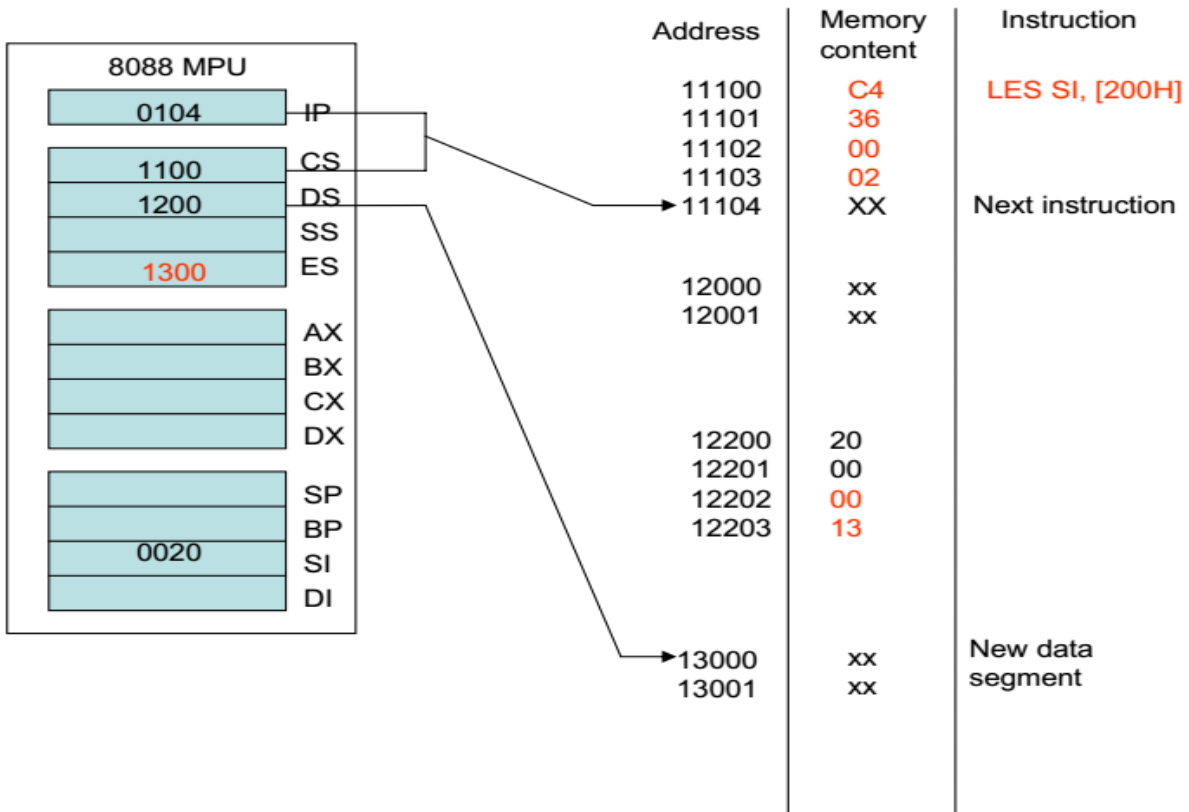 Address Memory content Instruction
8088 MPU
11100 C4 LES SI, [200H]
0104 IP
11101 36
11102 00
1100 CS
11103 02
1200 DS
11104 XX Next instruction
SS
1300 ES
12000 xx
12001 xx
AX
BX
CX
DX
12200 20
12201 00
SP
12202 00
BP
12203 13
0020 SI
DI
13000 xx New data segment
13001 xx